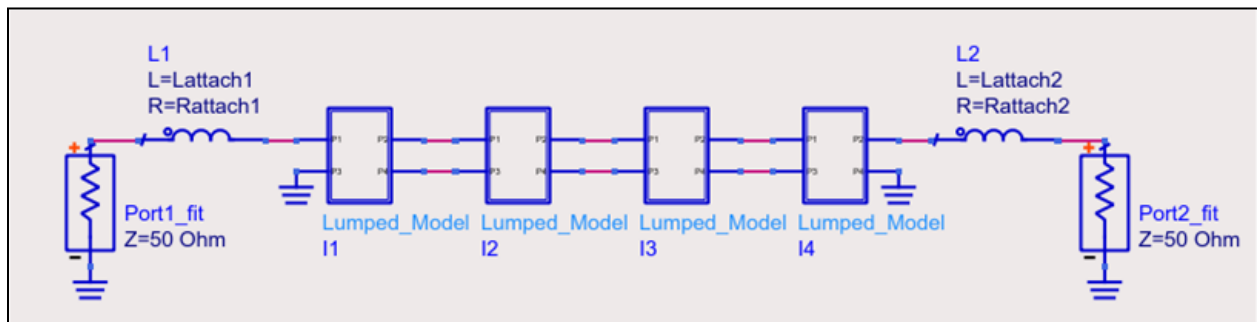 L1
L=Lattach1
R=Rattach1
L2
L=Lattach2
R=Rattach2
+
P1 P2
P3 P4
P1 P2
P3 P4
P1 P2
P3 P4
P1 P2
P3 P4
+
Port1_fit
Z=50 Ohm
-
Lumped_Model
I1
Lumped_Model
I2
Lumped_Model
I3
Lumped_Model
I4
Port2_fit
Z=50 Ohm
-